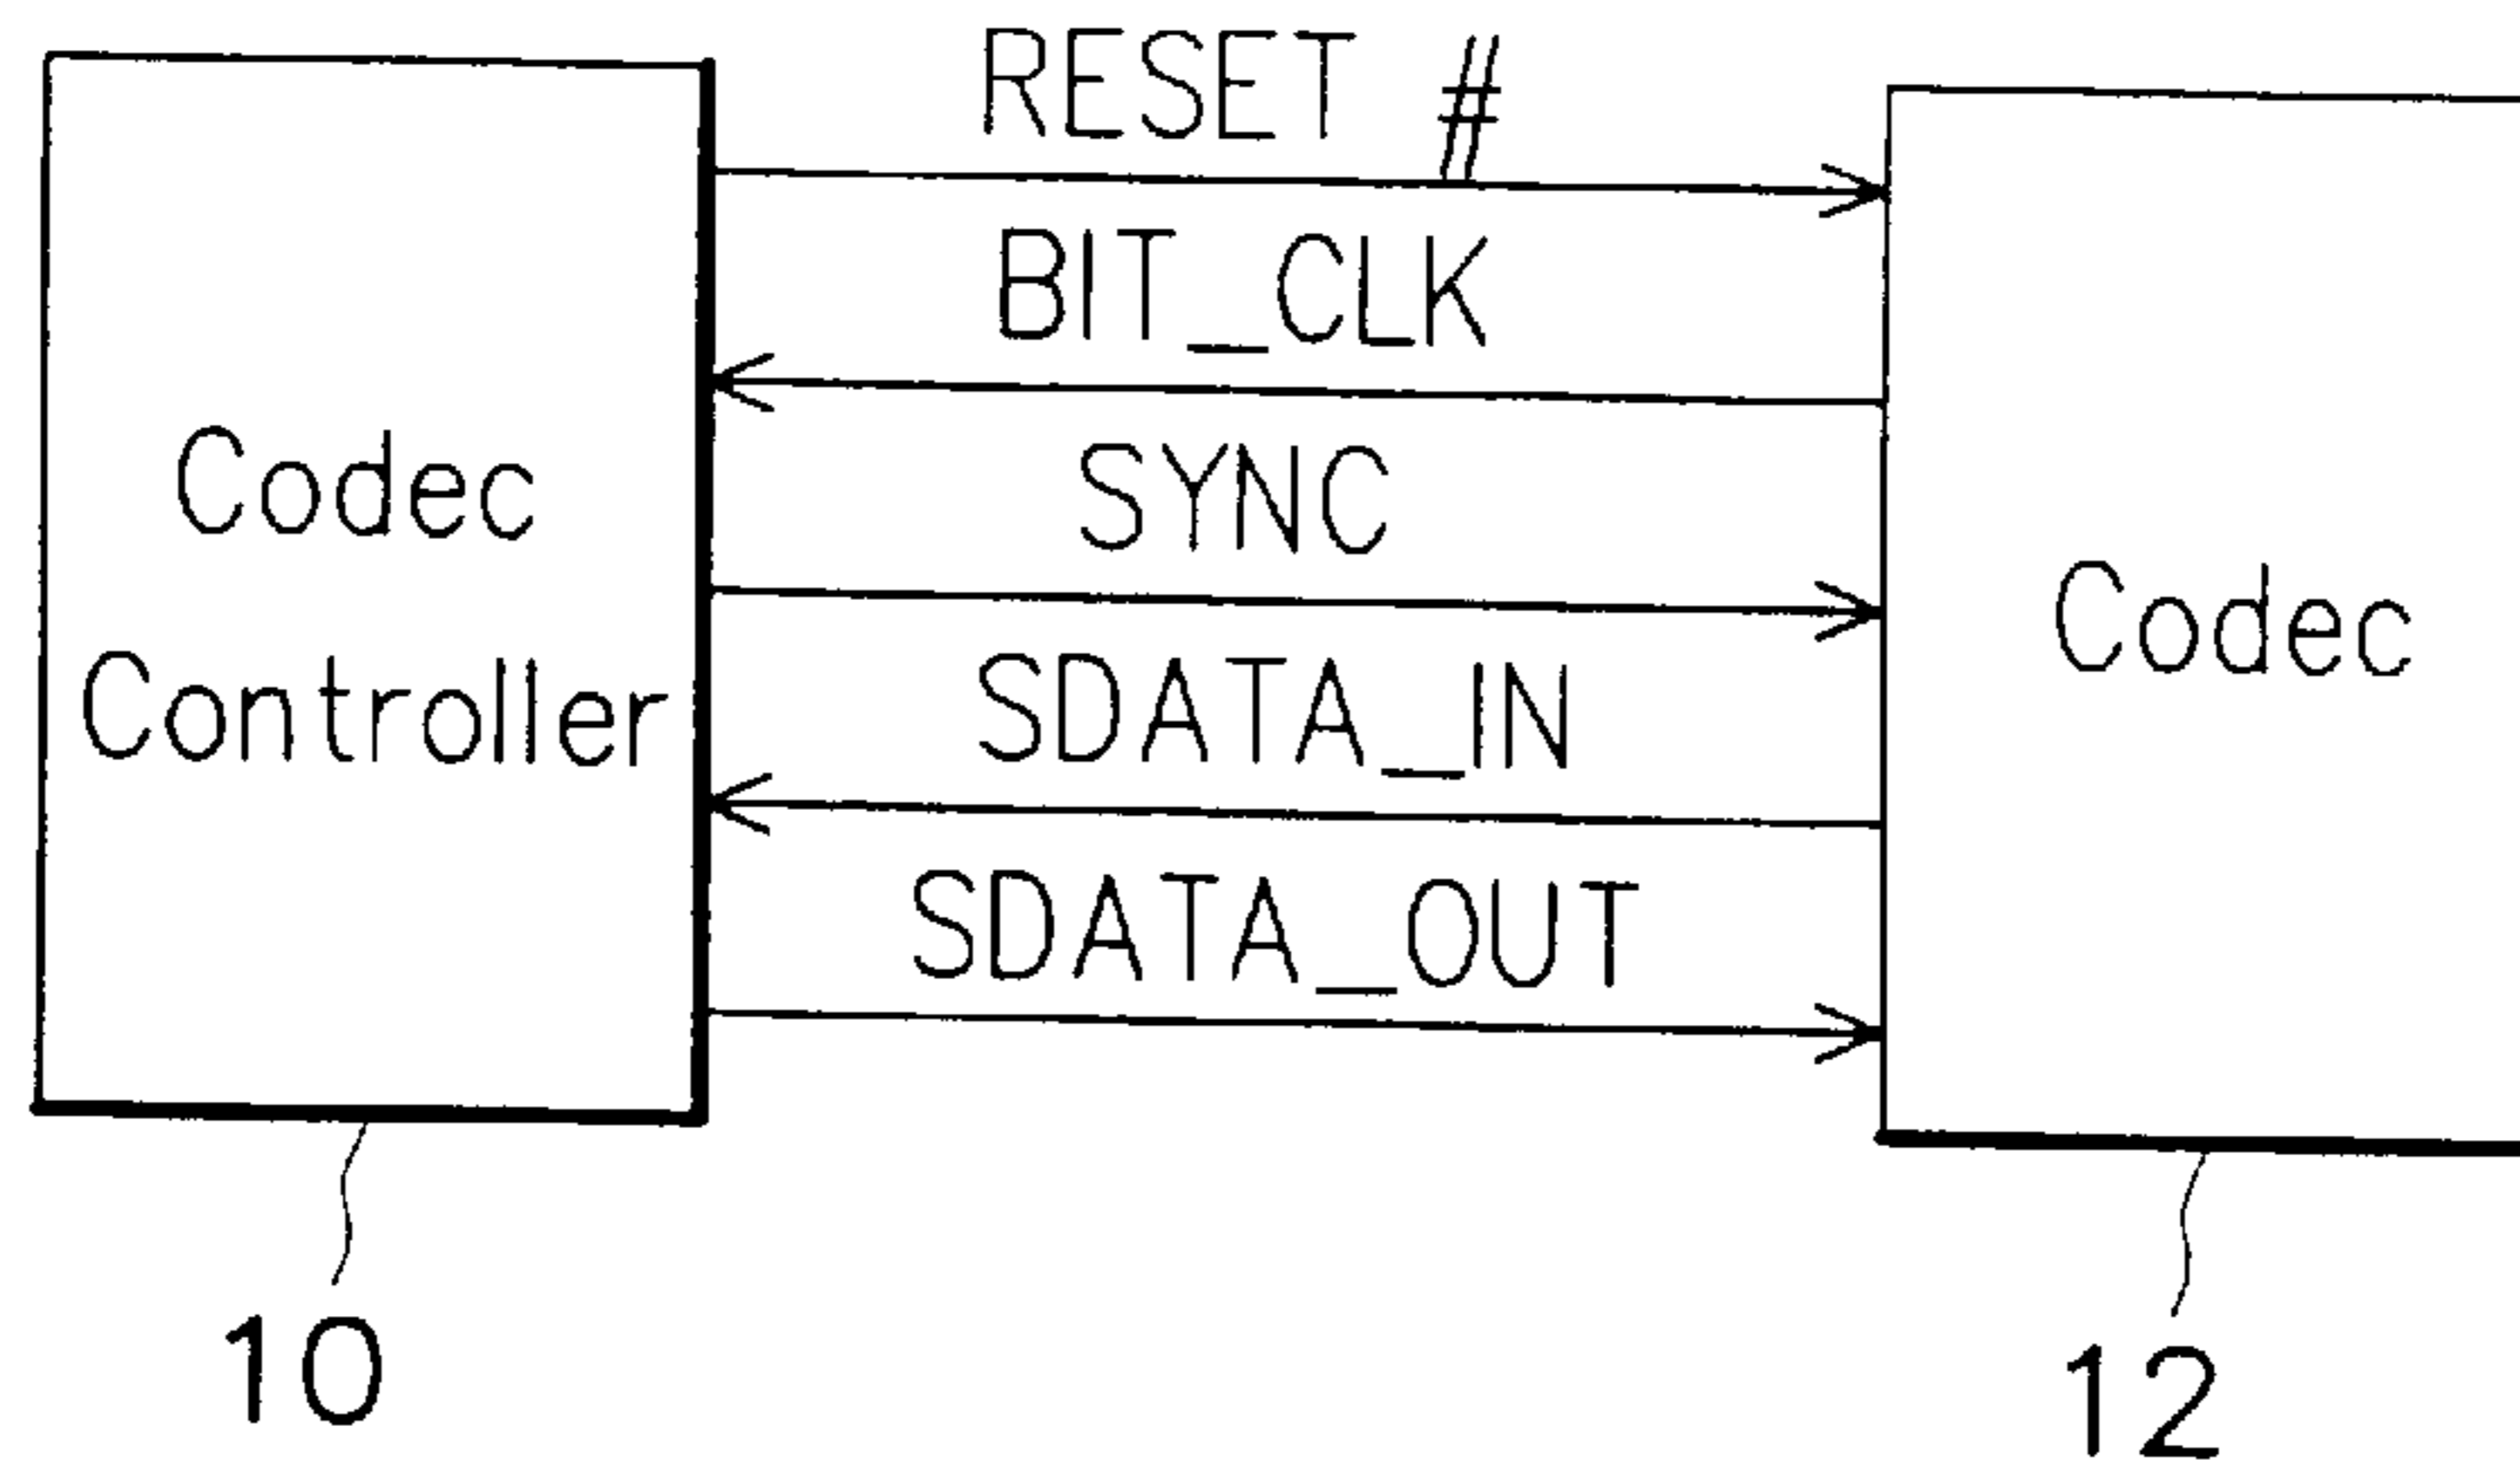 RESET #
BIT_CLK
SYNC
SDATA_IN
SDATA_OUT
Codec
Controller
Codec
10
12